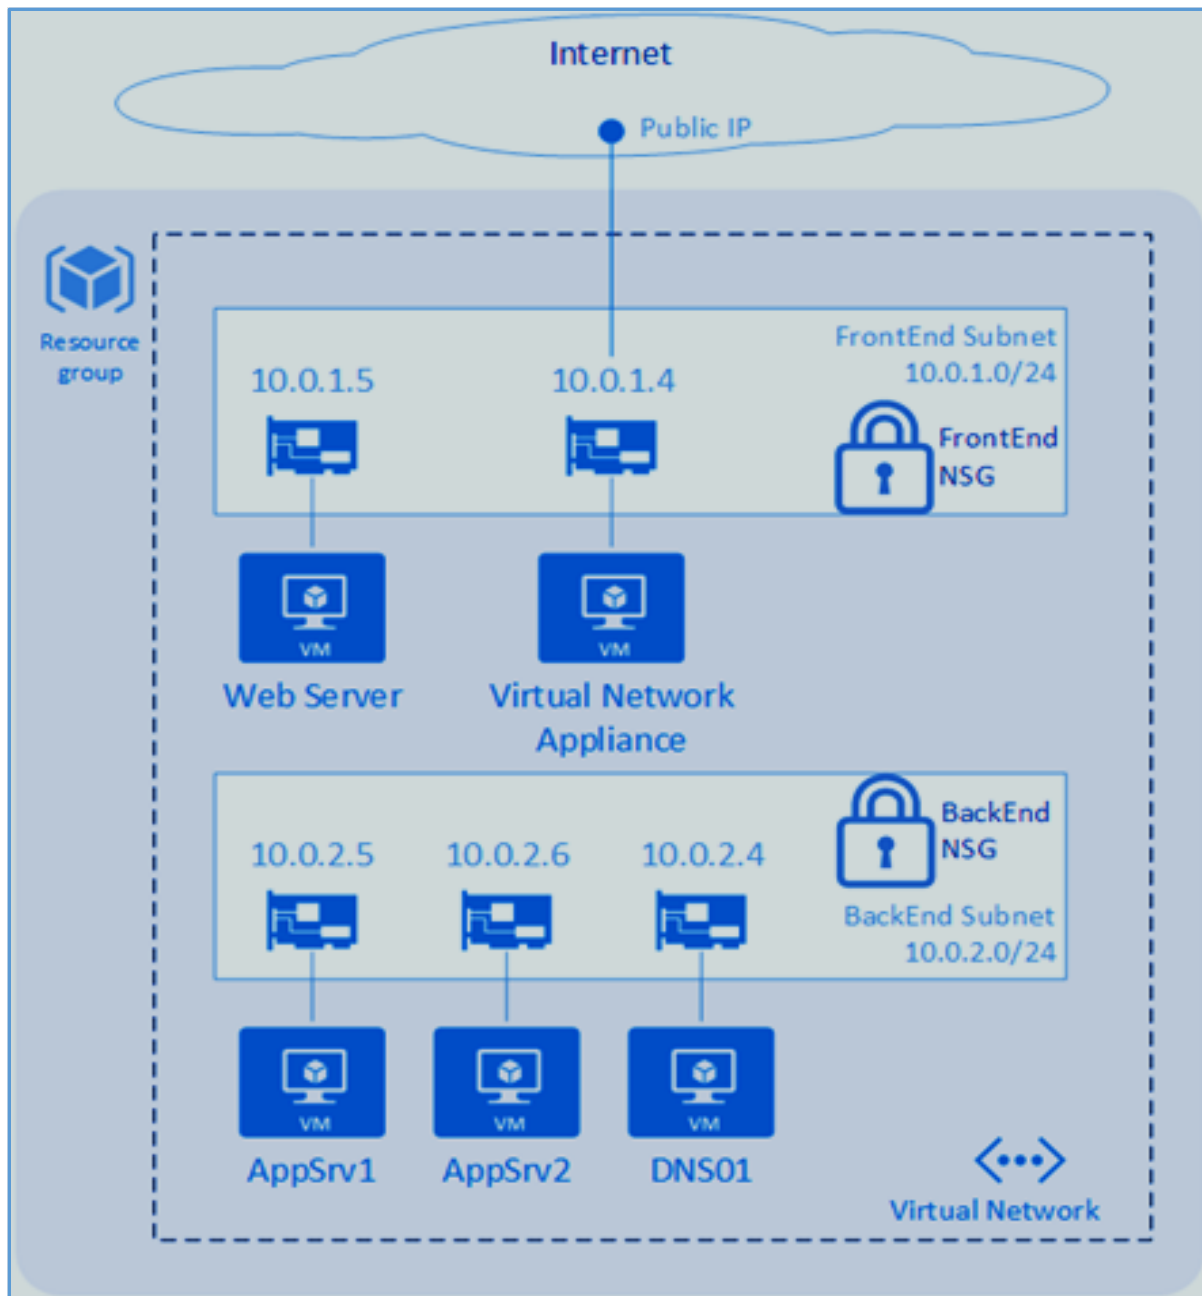 Internet
Public IP
Resource
group
FrontEnd Subnet
10.0.1.0/24
10.0.1.5
10.0.1.4
FrontEnd
NSG
VM
VM
Web Server
Virtual Network
Appliance
BackEnd
NSG
10.0.2.5
10.0.2.6
10.0.2.4
BackEnd Subnet
10.0.2.0/24
VM
VM
VM
AppSrv1
AppSrv2
DNS01
Virtual Network